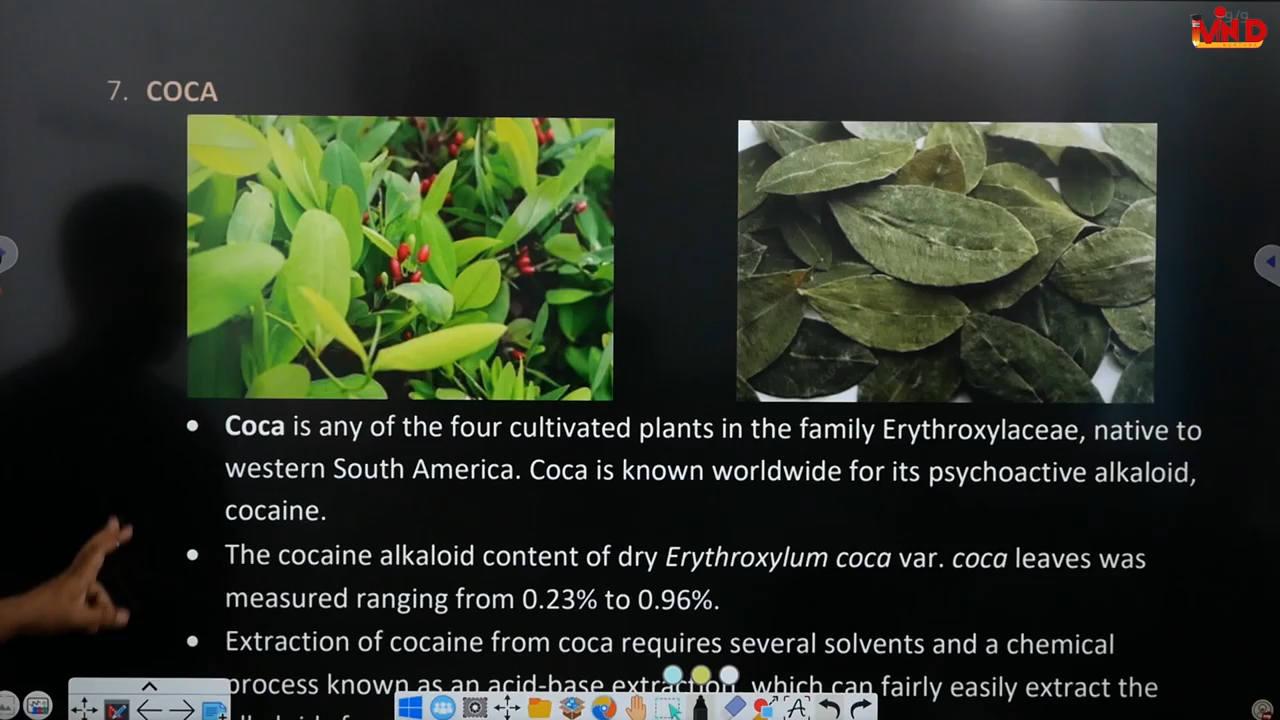 iMiND
7. COCA
• Coca is any of the four cultivated plants in the family Erythroxylaceae, native to
western South America. Coca is known worldwide for its psychoactive alkaloid,
cocaine.
• The cocaine alkaloid content of dry Erythroxylum coca var. coca leaves was
measured ranging from 0.23% to 0.96%.
• Extraction of cocaine from coca requires several solvents and a chemical
process known as an acid-base extraction, which can fairly easily extract the